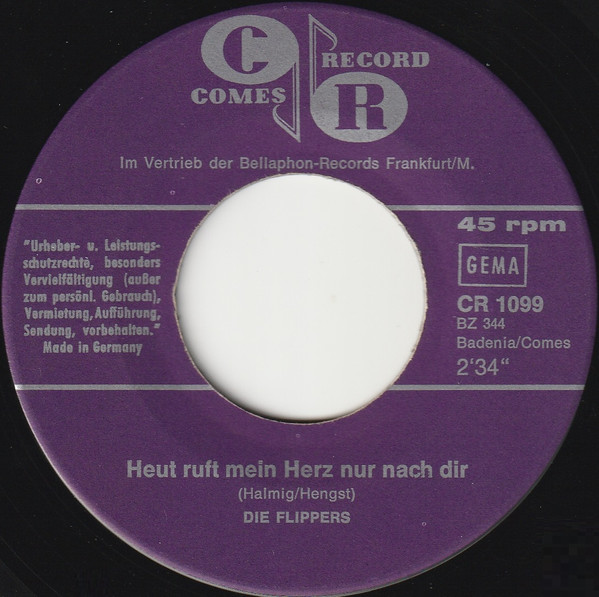 C
COMES
RECORD
R
Im Vertrieb der Bellaphon-Records Frankfurt/M.
"Urheber- u. Leistungs-
schutzrechte, besonders
Vervielfältigung (außer
zum persönl. Gebrauch),
Vermietung, Aufführung,
Sendung, vorbehalten."
Made in Germany
45 rpm
GEMA
CR 1099
BZ 344
Badenia/Comes
2'34"
Heut ruft mein Herz nur nach dir
(Halmig/Hengst)
DIE FLIPPERS